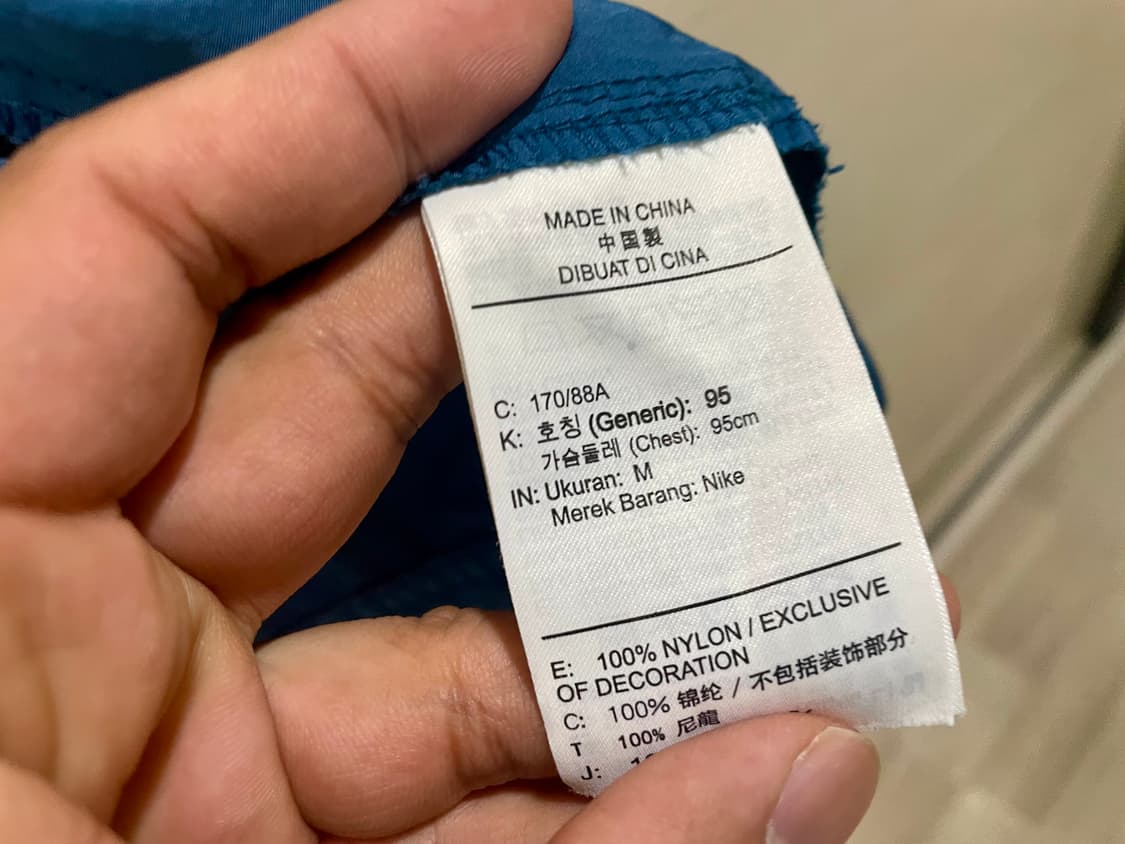 MADE IN CHINA
中国製
DIBUAT DI CINA
C: 170/88A
K: 호칭 (Generic): 95
가슴둘레 (Chest): 95cm
IN: Ukuran: M
Merek Barang: Nike
E: 100% NYLON / EXCLUSIVE
OF DECORATION
C: 100% 锦纶 / 不包括装饰部分
T 100% 尼龍
J: